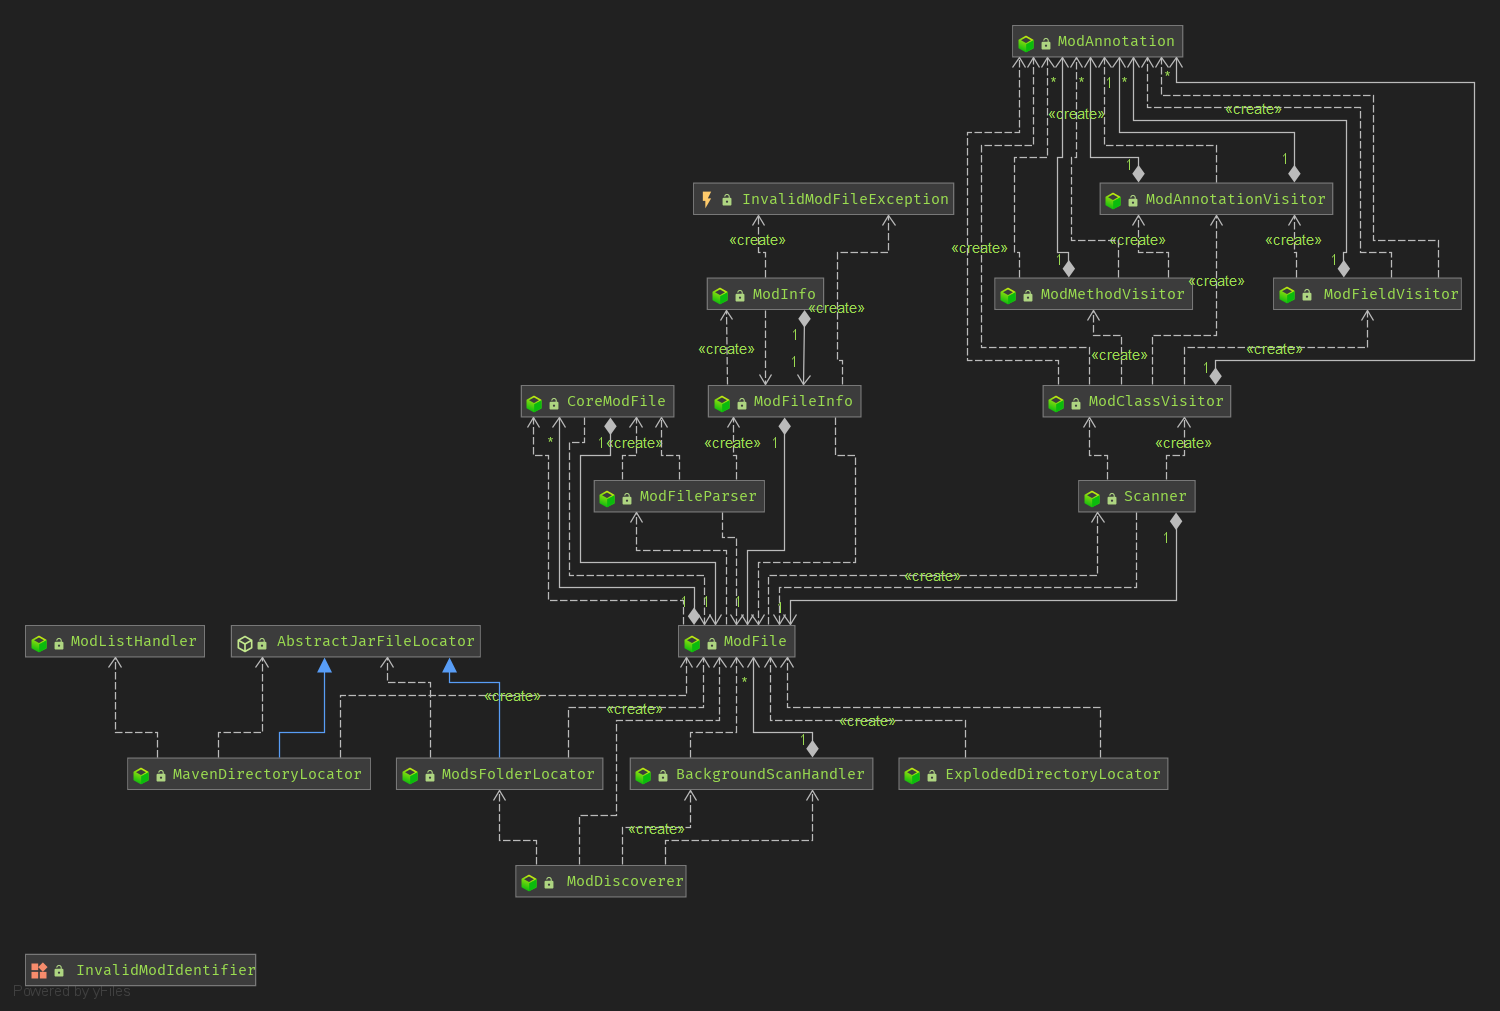 ModAnnotation
* * 1 * *
«create» «create»
1 1
InvalidModFileException ModAnnotationVisitor
«create» «create» «create» «create»
1 1
ModInfo ModMethodVisitor «create» ModFieldVisitor
«create»
1
«create» 1 «create» «create» 1
CoreModFile ModFileInfo ModClassVisitor
* 1 «create» «create» 1 «create»
ModFileParser Scanner
1
«create»
1 1 1 1
ModListHandler AbstractJarFileLocator ModFile
*
«create» «create» «create»
1
MavenDirectoryLocator ModsFolderLocator BackgroundScanHandler ExplodedDirectoryLocator
«create»
ModDiscoverer
InvalidModIdentifier
Powered by yFiles